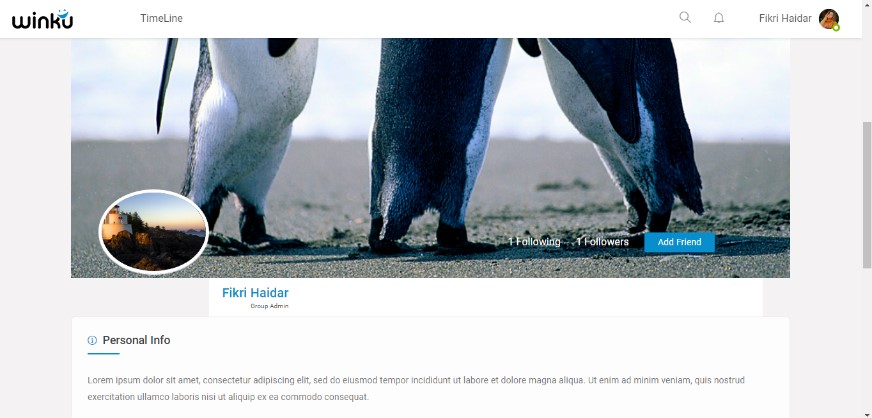 winku
TimeLine
Fikri Haidar
1 Following
1 Followers
Add Friend
Fikri Haidar
Group Admin
Personal Info
Lorem ipsum dolor sit amet, consectetur adipiscing elit, sed do eiusmod tempor incididunt ut labore et dolore magna aliqua. Ut enim ad minim veniam, quis nostrud
exercitation ullamco laboris nisi ut aliquip ex ea commodo consequat.